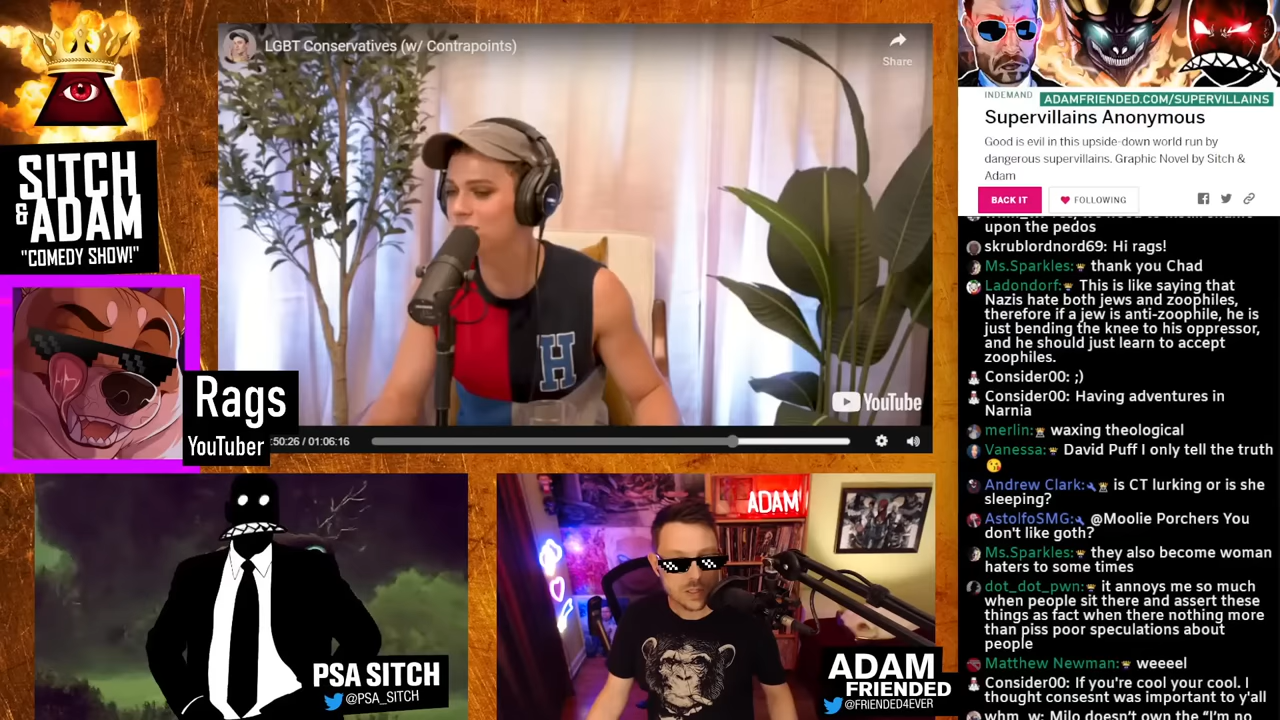 SITCH
& ADAM
"COMEDY SHOW!"
Rags
YouTuber
LGBT Conservatives (w/ Contrapoints)
Share
H
YouTube
:50:26 / 01:06:16
PSA SITCH
@PSA_SITCH
ADAM
ADAM
FRIENDED
@FRIENDED4EVER
INDEMAND
ADAMFRIENDED.COM/SUPERVILLAINS
Supervillains Anonymous
Good is evil in this upside-down world run by
dangerous supervillains. Graphic Novel by Sitch &
Adam
BACK IT
FOLLOWING
upon the pedos
skrublordnord69: Hi rags!
Ms.Sparkles: thank you Chad
Ladondorf: This is like saying that
Nazis hate both jews and zoophiles,
therefore if a jew is anti-zoophile, he is
just bending the knee to his oppressor,
and he should just learn to accept
zoophiles.
Consider00: ;)
Consider00: Having adventures in
Narnia
merlin: waxing theological
Vanessa: David Puff I only tell the truth
Andrew Clark: is CT lurking or is she
sleeping?
AstolfoSMG: @Moolie Porchers You
don't like goth?
Ms.Sparkles: they also become woman
haters to some times
dot_dot_pwn: it annoys me so much
when people sit there and assert these
things as fact when there nothing more
than piss poor speculations about
people
Matthew Newman: weeeel
Consider00: If you're cool your cool. I
thought consesnt was important to y'all
whm_w: Milo doesn't own the "I'm no